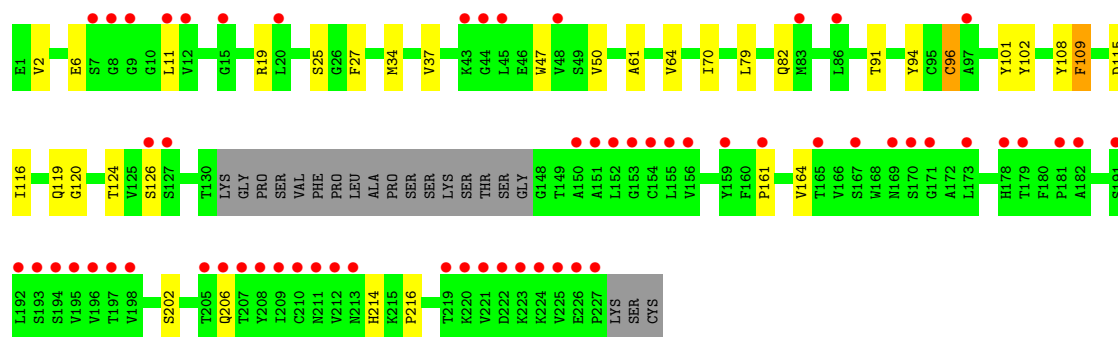 E1 V2 E6 S7 G8 G9 G10 L11 V12 G15 R19 L20 S25 G26 F27 M34 V37 K43 G44 L45 E46 W47 V48 S49 V50 A61 V64 I70 L79 Q82 M83 L86 T91 Y94 C95 C96 A97 Y101 Y102 Y108 F109 D115
I116 Q119 G120 T124 V125 S126 S127 T130 LYS GLY PRO SER VAL PHE PRO LEU ALA PRO SER SER LYS SER THR SER GLY G148 T149 A150 A151 L152 G153 C154 L155 V156 Y159 F160 P161 V164 T165 V166 S167 W168 N169 S170 G171 A172 L173 H178 T179 F180 P181 A182 S191
L192 S193 S194 V195 V196 T197 V198 S202 T205 Q206 T207 Y208 I209 C210 N211 V212 N213 H214 K215 P216 T219 K220 V221 D222 K223 K224 V225 E226 P227 LYS SER CYS